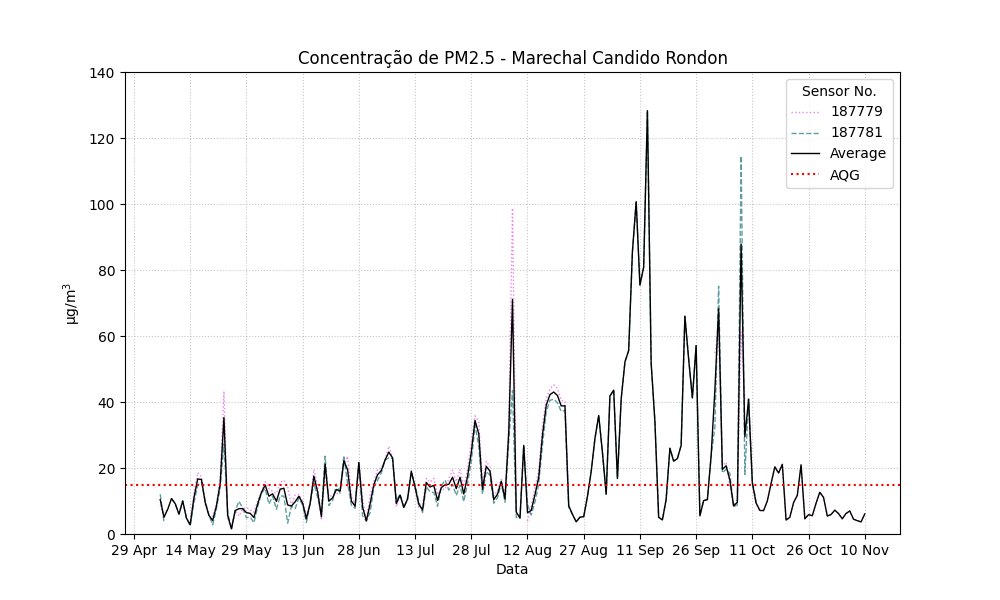 Concentração de PM2.5 - Marechal Candido Rondon
Sensor No.
187779
187781
Average
AQG
140
120
100
80
60
40
20
0
µg/m³
29 Apr 14 May 29 May 13 Jun 28 Jun 13 Jul 28 Jul 12 Aug 27 Aug 11 Sep 26 Sep 11 Oct 26 Oct 10 Nov
Data